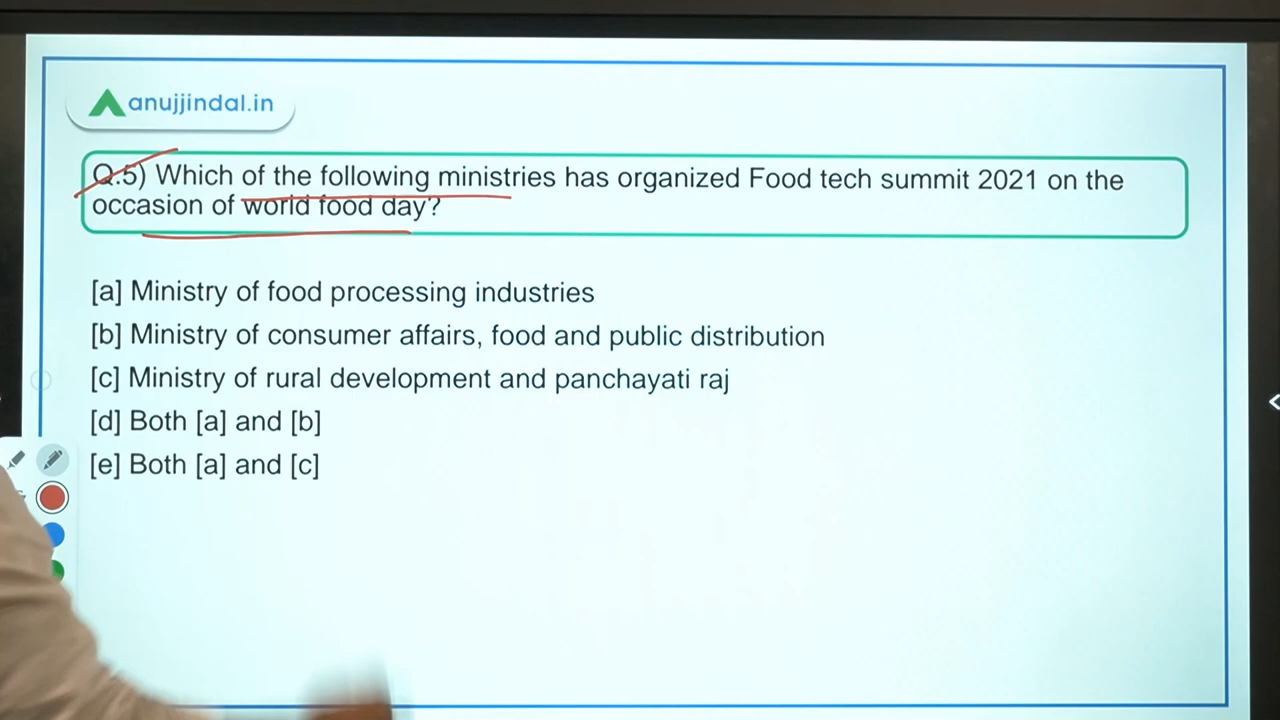 anujjindal.in
Q.5) Which of the following ministries has organized Food tech summit 2021 on the
occasion of world food day?
[a] Ministry of food processing industries
[b] Ministry of consumer affairs, food and public distribution
[c] Ministry of rural development and panchayati raj
[d] Both [a] and [b]
[e] Both [a] and [c]